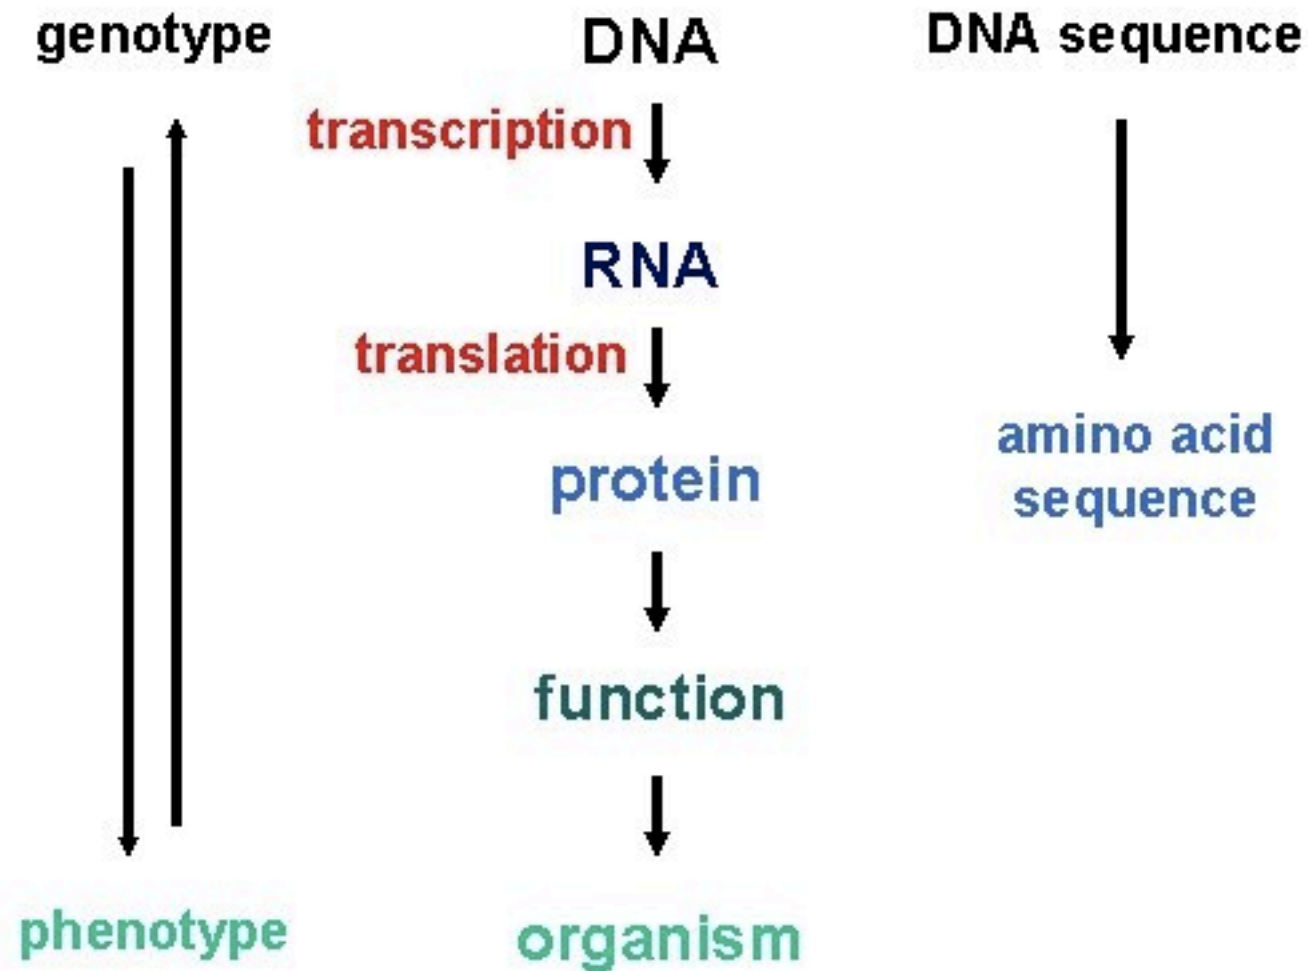 genotype
DNA
DNA sequence
transcription
RNA
translation
protein
amino acid
sequence
function
phenotype
organism